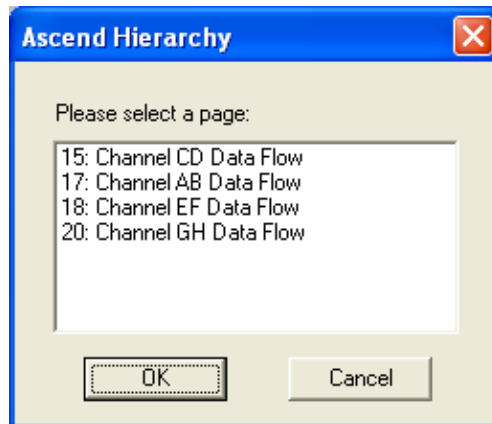 Ascend Hierarchy
Please select a page:
15: Channel CD Data Flow
17: Channel AB Data Flow
18: Channel EF Data Flow
20: Channel GH Data Flow
OK
Cancel